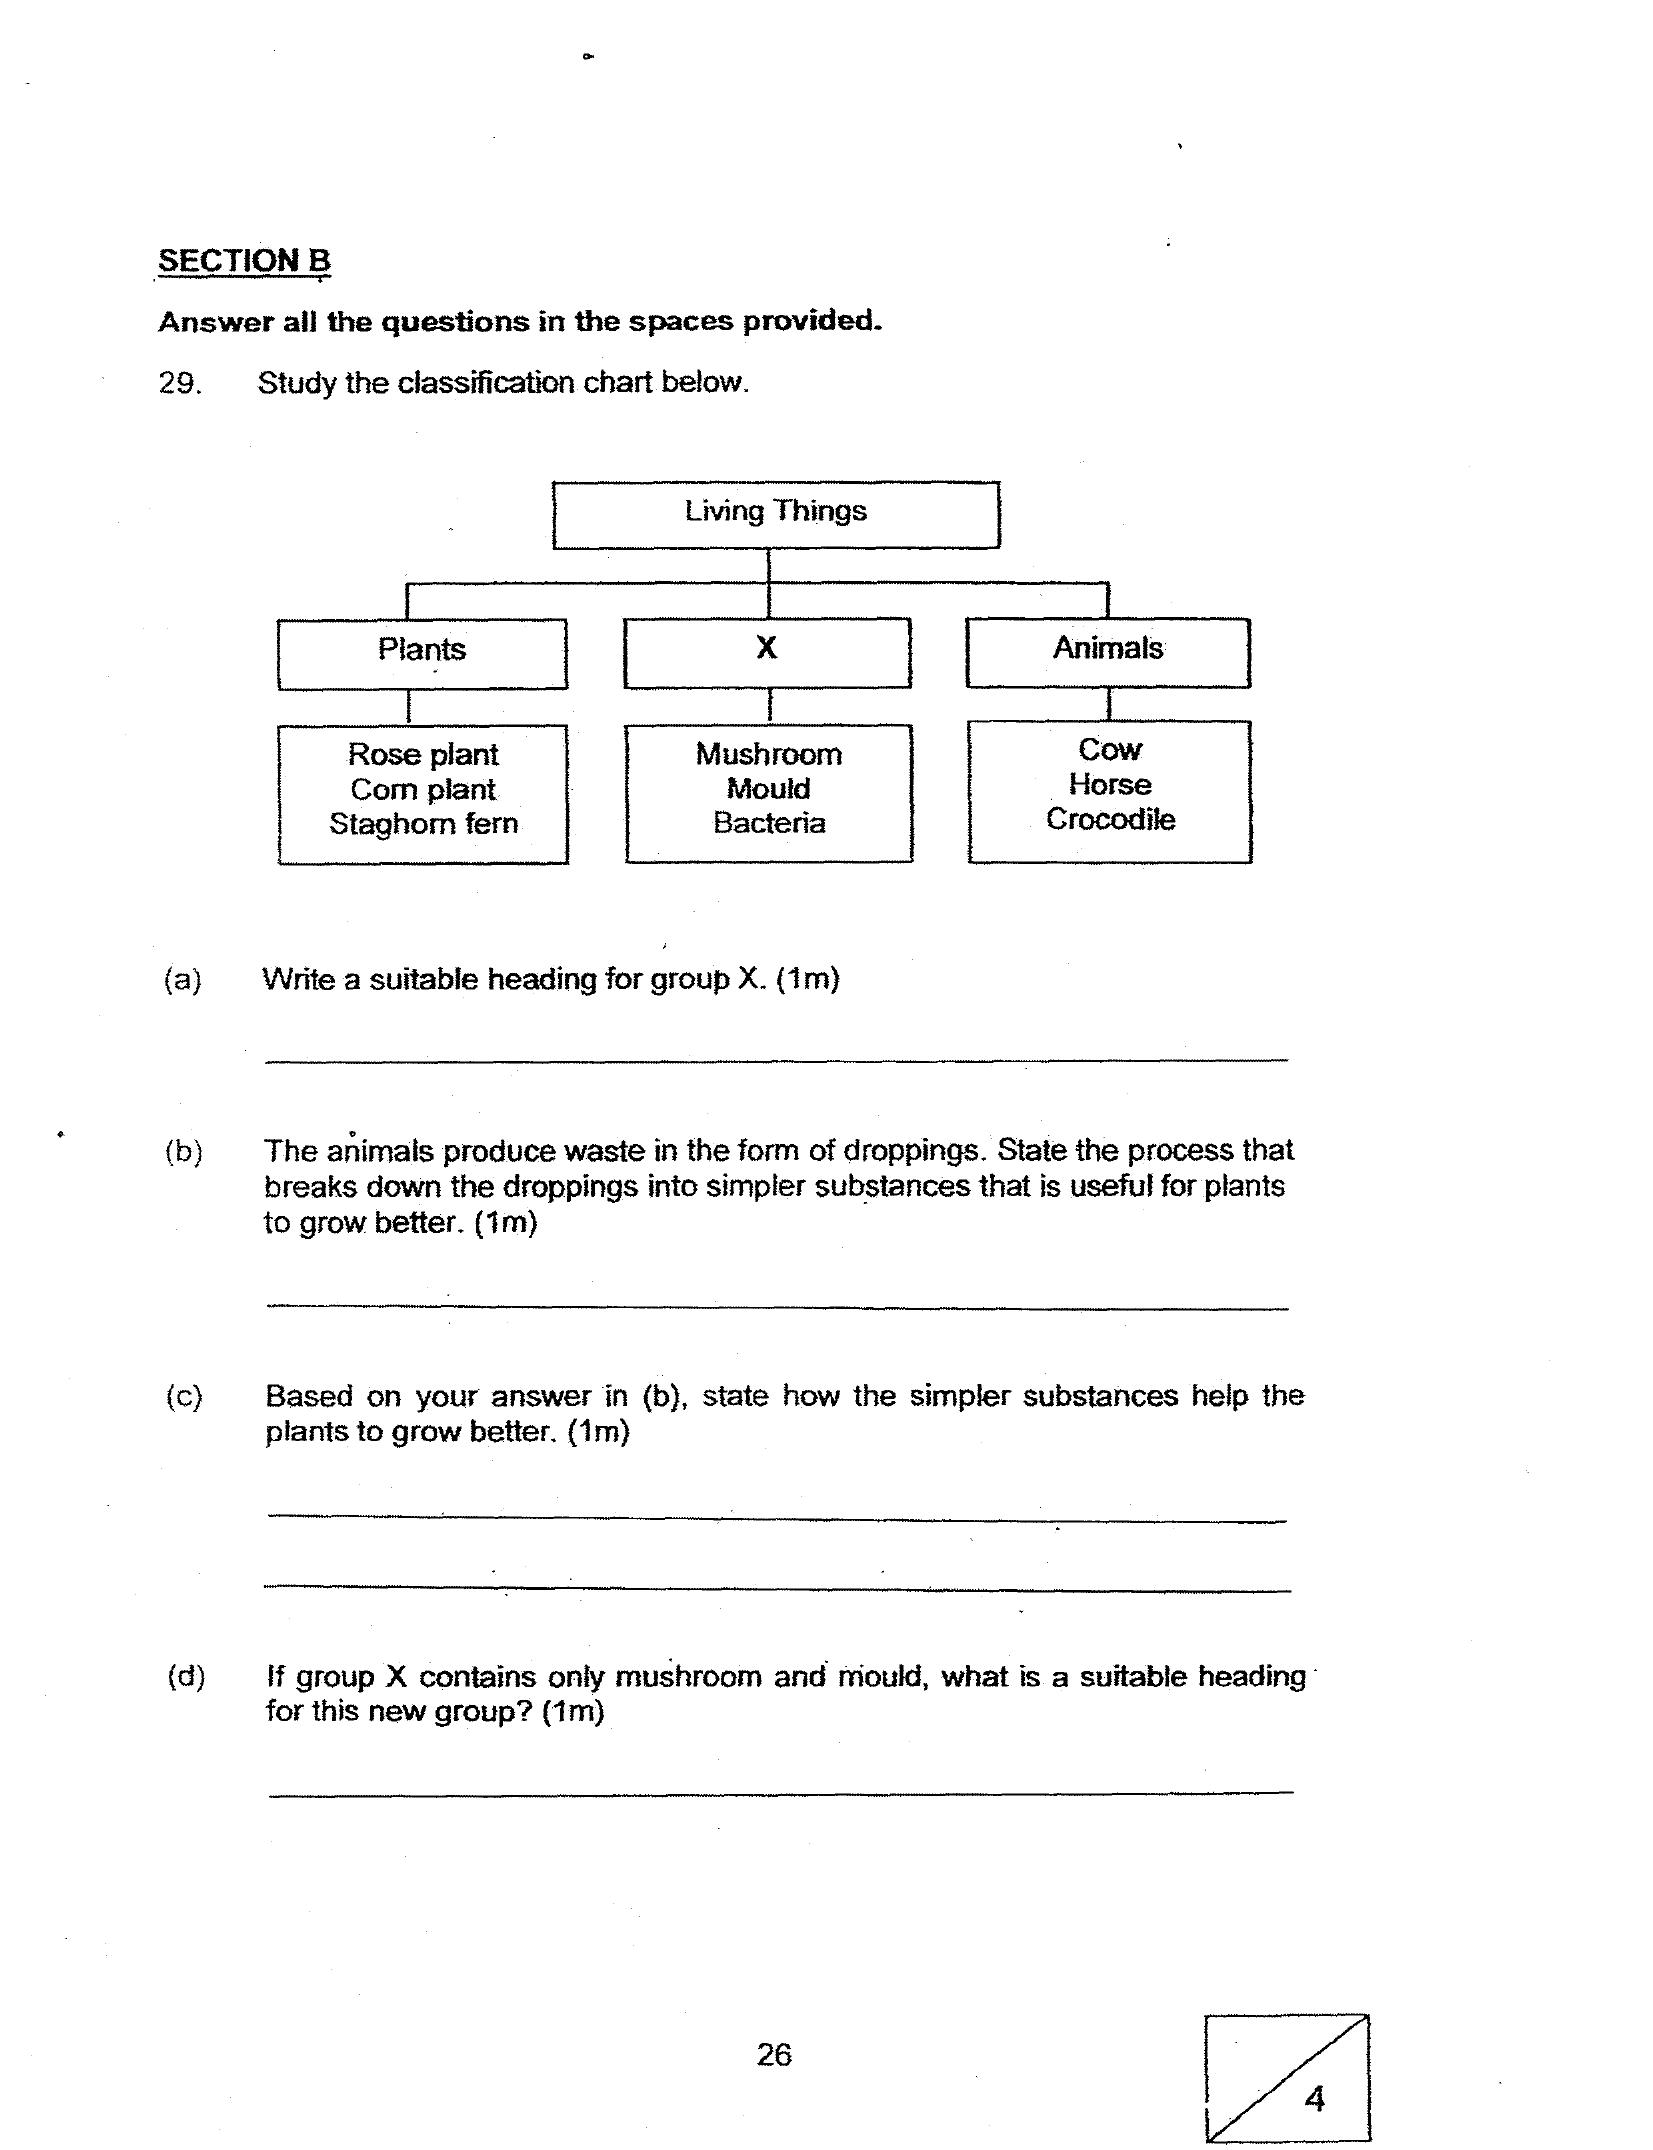 SECTION B
Answer all the questions in the spaces provided.
29. Study the classification chart below.
Living Things
Plants
X
Animals
Rose plant
Corn plant
Staghorn fern
Mushroom
Mould
Bacteria
Cow
Horse
Crocodile
(a) Write a suitable heading for group X. (1m)
(b) The animals produce waste in the form of droppings. State the process that
breaks down the droppings into simpler substances that is useful for plants
to grow better. (1m)
(c) Based on your answer in (b), state how the simpler substances help the
plants to grow better. (1m)
(d) If group X contains only mushroom and mould, what is a suitable heading
for this new group? (1m)
26
4